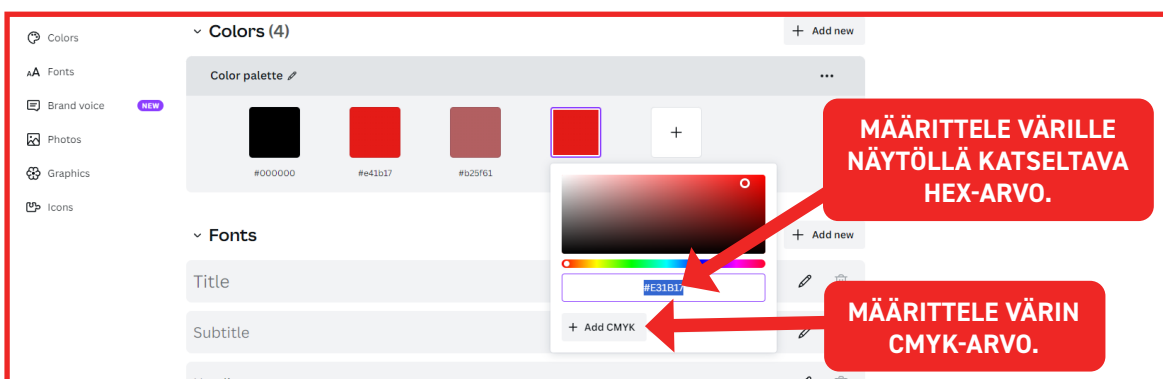 Colors
Fonts
Brand voice NEW
Photos
Graphics
Icons
Colors (4)
+ Add new
Color palette
+
#000000
#e41b17
#b25f61
#E31B17
+ Add CMYK
Fonts
+ Add new
Title
Subtitle
MÄÄRITTELE VÄRILLE
NÄYTÖLLÄ KATSELTAVA
HEX-ARVO.
MÄÄRITTELE VÄRIN
CMYK-ARVO.